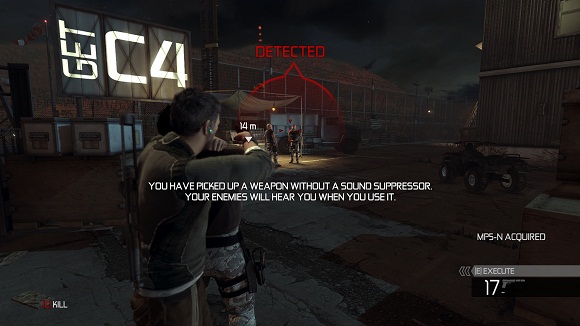 GET
C4
DETECTED
14 m
YOU HAVE PICKED UP A WEAPON WITHOUT A SOUND SUPPRESSOR.
YOUR ENEMIES WILL HEAR YOU WHEN YOU USE IT.
MP5-N ACQUIRED
[E] EXECUTE
17
KILL